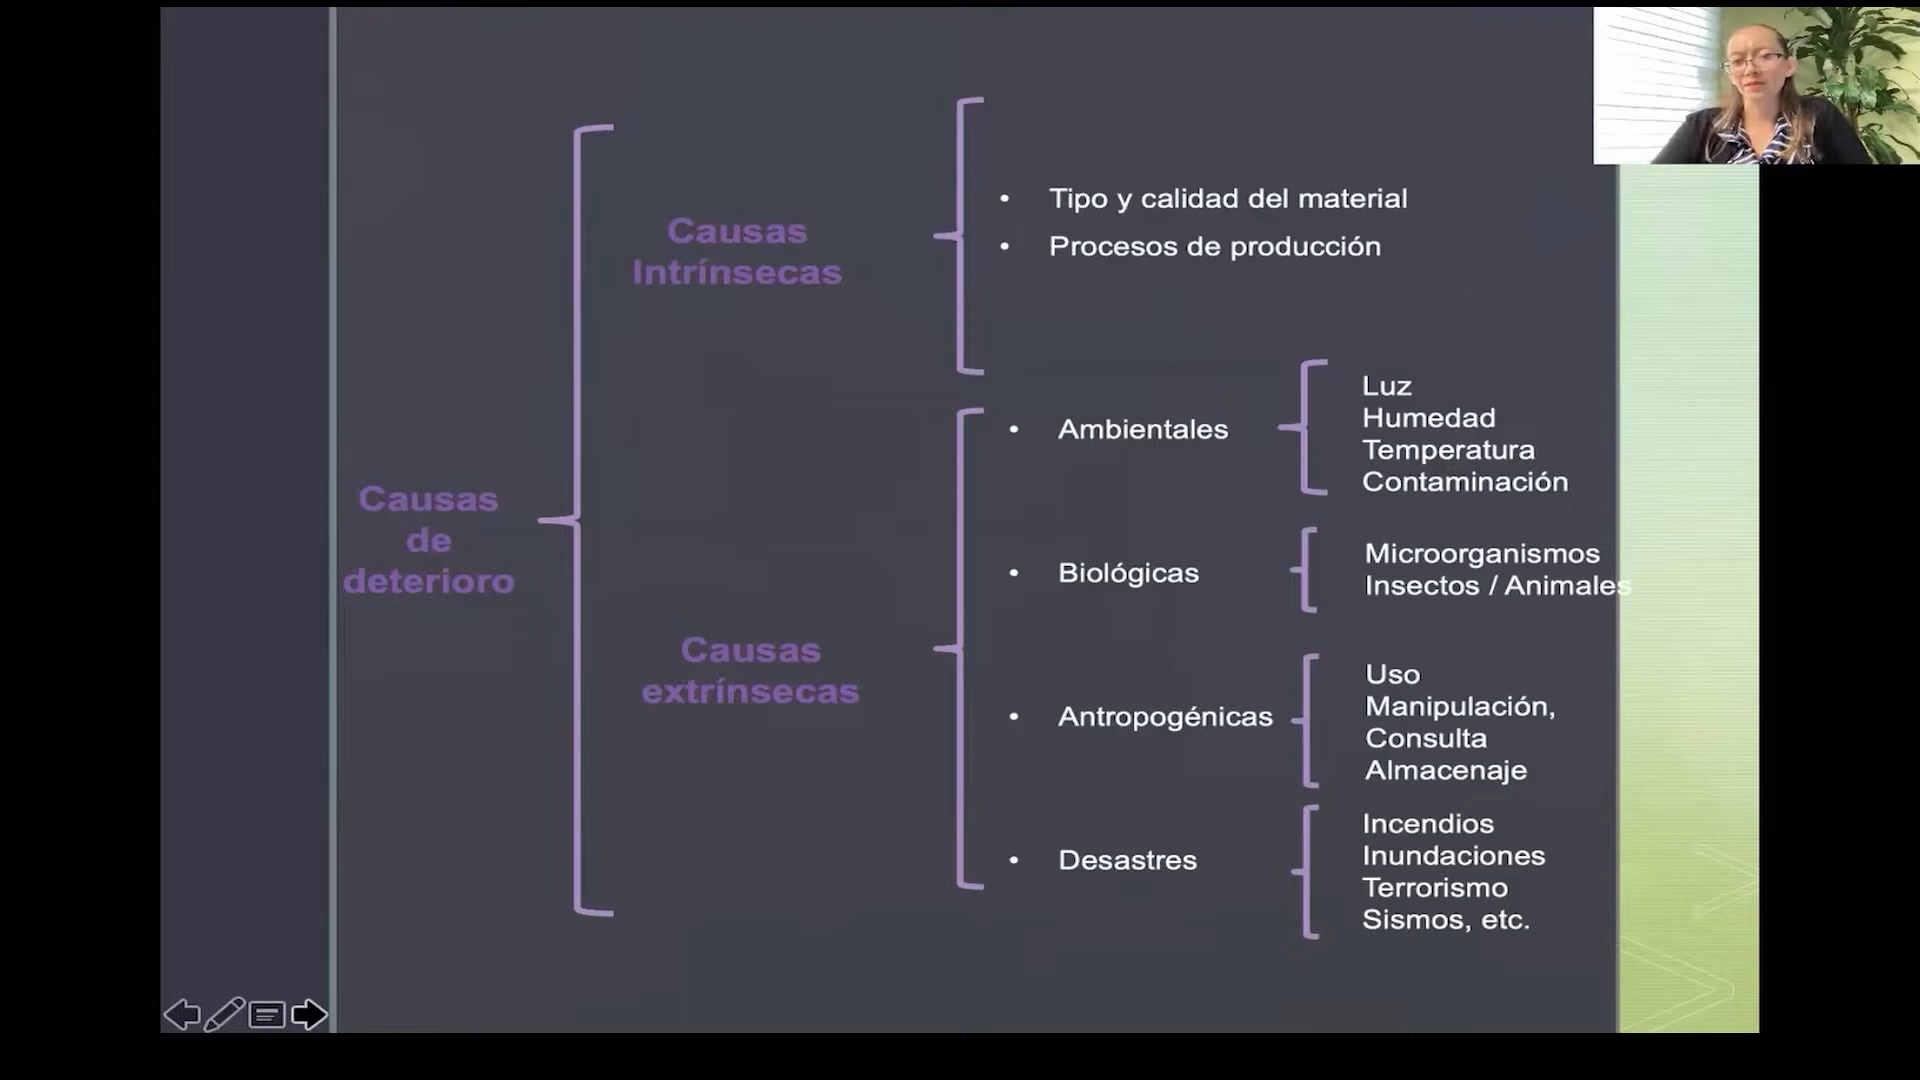 Causas
de
deterioro
Causas
Intrínsecas
• Tipo y calidad del material
• Procesos de producción
Causas
extrínsecas
• Ambientales
Luz
Humedad
Temperatura
Contaminación
• Biológicas
Microorganismos
Insectos / Animales
• Antropogénicas
Uso
Manipulación,
Consulta
Almacenaje
• Desastres
Incendios
Inundaciones
Terrorismo
Sismos, etc.